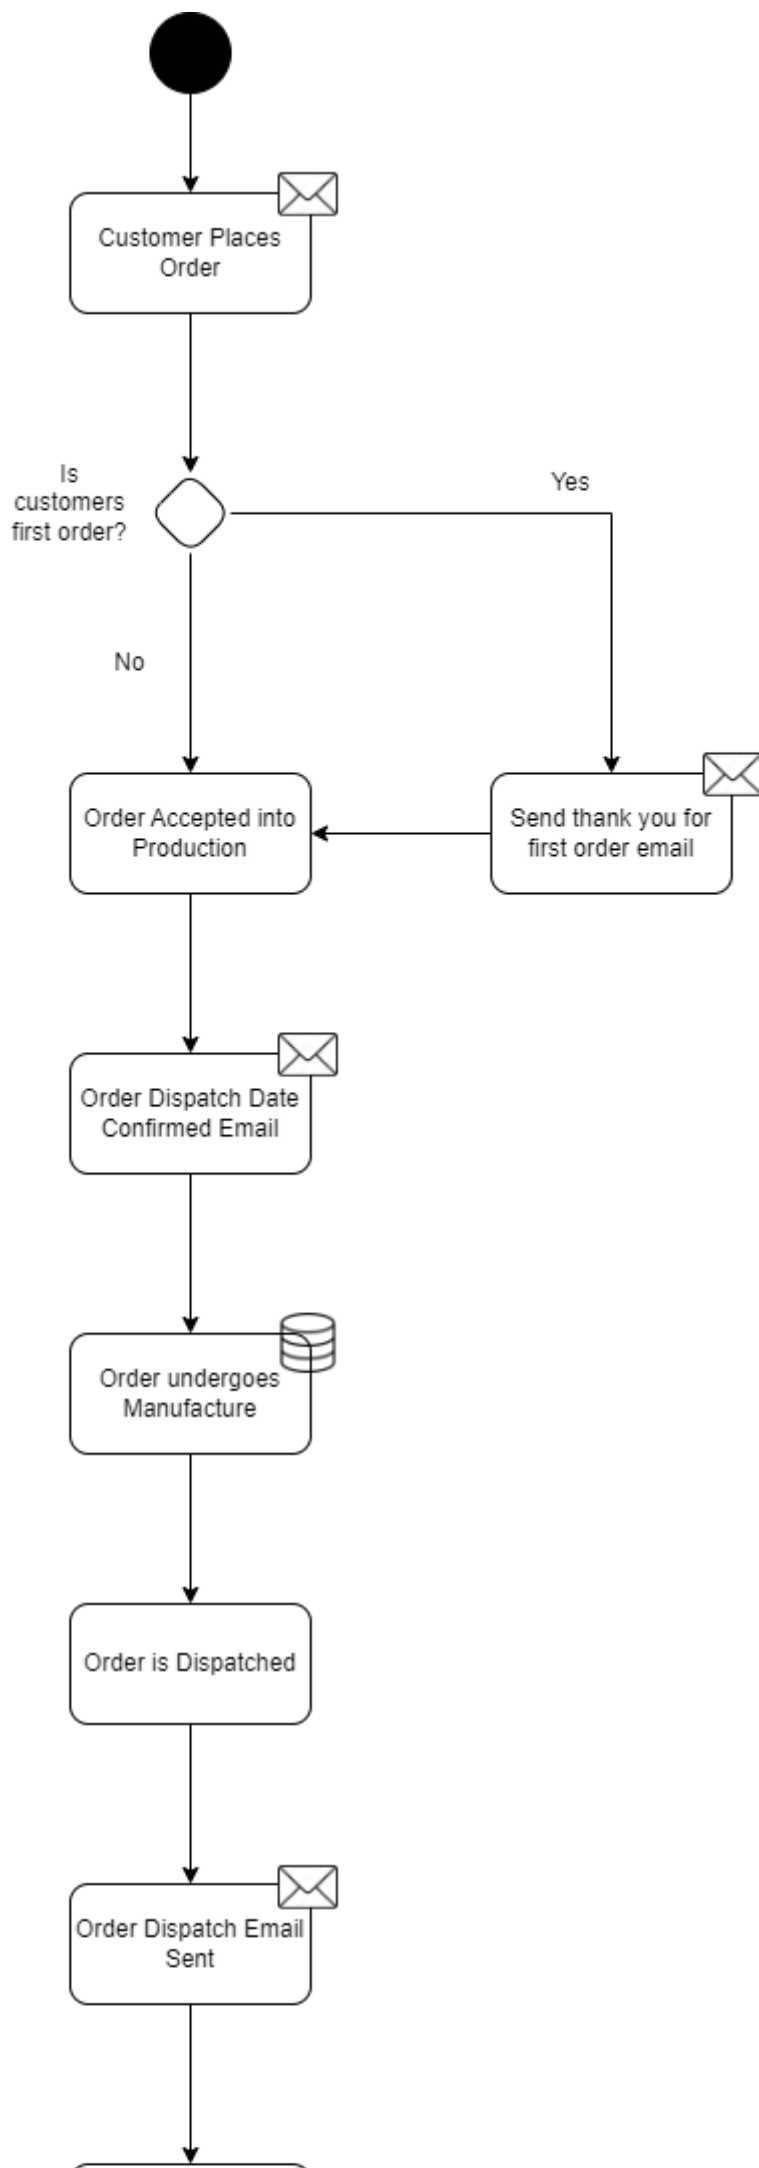 Customer Places
Order
Is
customers
first order?
Yes
No
Order Accepted into
Production
Send thank you for
first order email
Order Dispatch Date
Confirmed Email
Order undergoes
Manufacture
Order is Dispatched
Order Dispatch Email
Sent